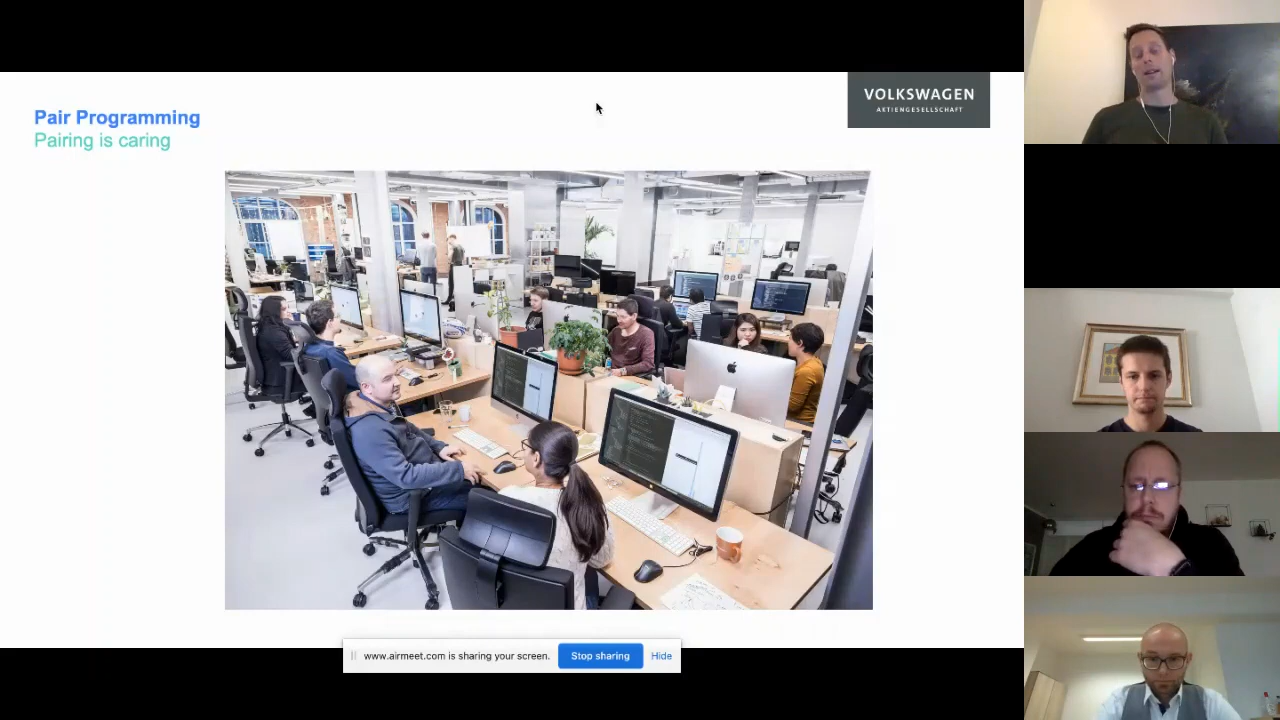 Pair Programming
Pairing is caring
VOLKSWAGEN
AKTIENGESELLSCHAFT
www.airmeet.com is sharing your screen.
Stop sharing
Hide